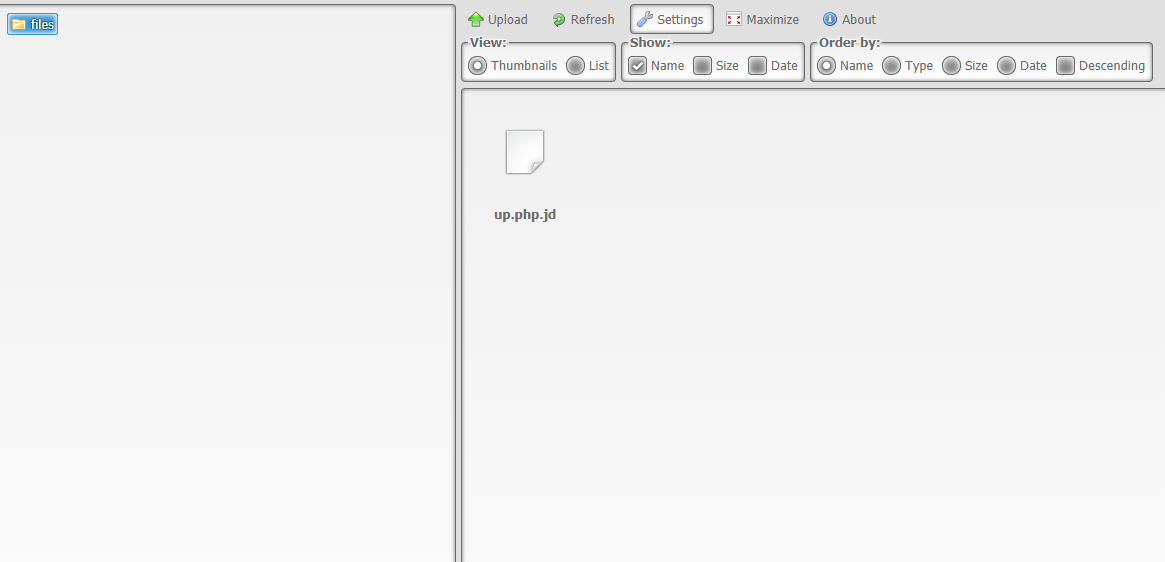 files
Upload Refresh Settings Maximize About
View: Show: Order by:
Thumbnails List Name Size Date Name Type Size Date Descending
up.php.jd